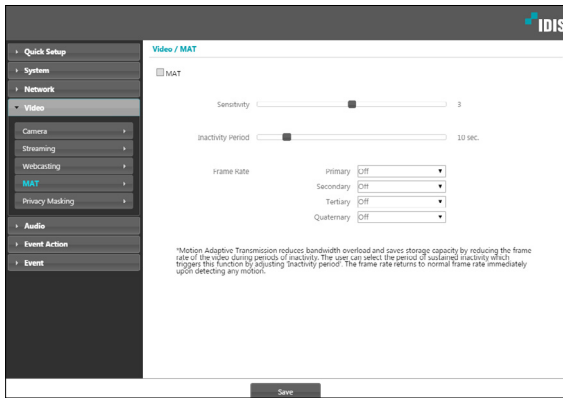 IDIS
Quick Setup
System
Network
Video
Camera
Streaming
Webcasting
MAT
Privacy Masking
Audio
Event Action
Event
Video / MAT
MAT
Sensitivity 3
Inactivity Period 10 sec.
Frame Rate Primary Off
Secondary Off
Tertiary Off
Quaternary Off
*Motion Adaptive Transmission reduces bandwidth overload and saves storage capacity by reducing the frame
rate of the video during periods of inactivity. The user can select the period of sustained inactivity which
triggers this function by adjusting 'Inactivity period'. The frame rate returns to normal frame rate immediately
upon detecting any motion.
Save